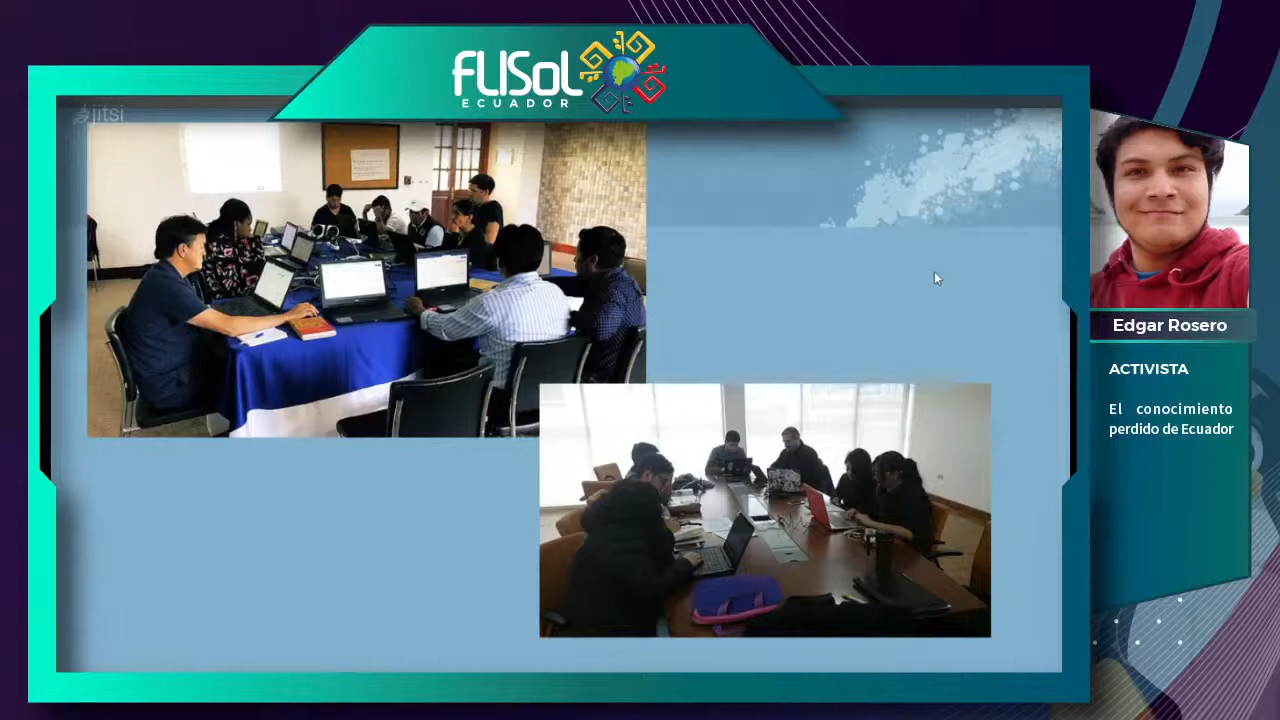 FLISoL
ECUADOR
jitsi
Edgar Rosero
ACTIVISTA
El conocimiento
perdido de Ecuador